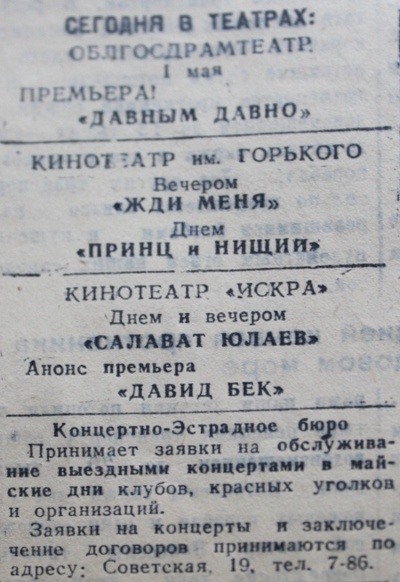 СЕГОДНЯ В ТЕАТРАХ:
ОБЛГОСДРАМТЕАТР
1 мая
ПРЕМЬЕРА!
«ДАВНЫМ ДАВНО»
КИНОТЕАТР им. ГОРЬКОГО
Вечером
«ЖДИ МЕНЯ»
Днем
«ПРИНЦ и НИЩИЙ»
КИНОТЕАТР «ИСКРА»
Днем и вечером
«САЛАВАТ ЮЛАЕВ»
Анонс премьера
«ДАВИД БЕК»
Концертно-Эстрадное бюро
Принимает заявки на обслужива-
ние выездными концертами в май-
ские дни клубов, красных уголков
и организаций.
Заявки на концерты и заключе-
чение договоров принимаются по
адресу: Советская, 19, тел. 7-86.